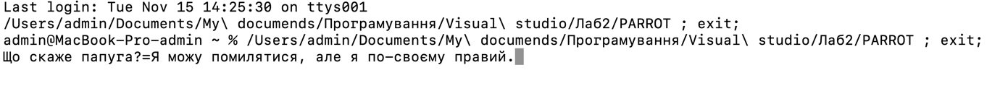 Last login: Tue Nov 15 14:25:30 on ttys001
/Users/admin/Documents/My\ documends/Програмування/Visual\ studio/Лаб2/PARROT ; exit;
admin@MacBook-Pro-admin ~ % /Users/admin/Documents/My\ documends/Програмування/Visual\ studio/Лаб2/PARROT ; exit;
Що скаже папуга?=Я можу помилятися, але я по-своєму правий.